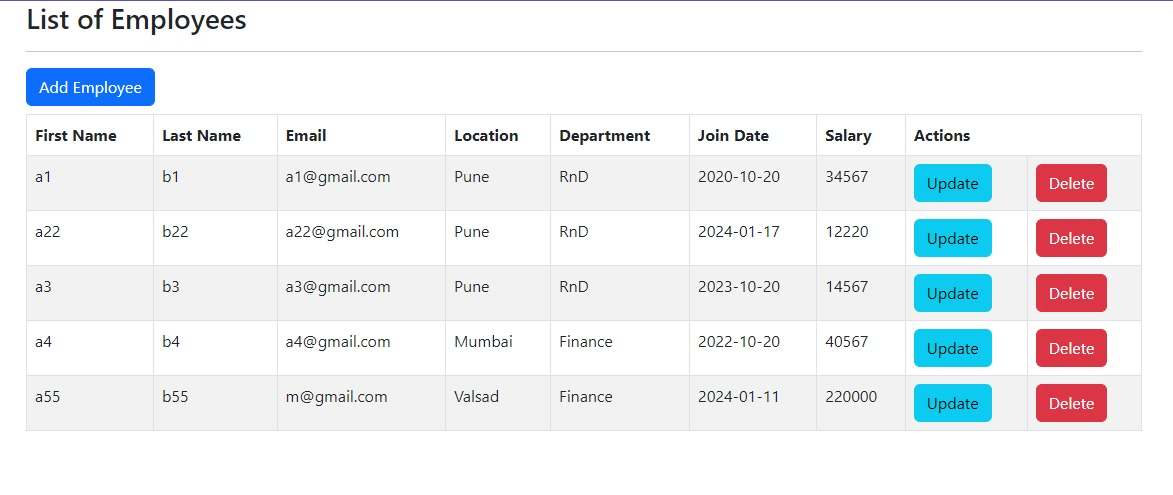 List of Employees
Add Employee
First Name Last Name Email Location Department Join Date Salary Actions
a1 b1 a1@gmail.com Pune RnD 2020-10-20 34567 Update Delete
a22 b22 a22@gmail.com Pune RnD 2024-01-17 12220 Update Delete
a3 b3 a3@gmail.com Pune RnD 2023-10-20 14567 Update Delete
a4 b4 a4@gmail.com Mumbai Finance 2022-10-20 40567 Update Delete
a55 b55 m@gmail.com Valsad Finance 2024-01-11 220000 Update Delete